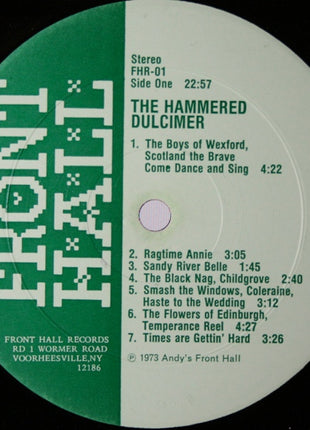 FRONT
HALL
Stereo
FHR-01
Side One 22:57
THE HAMMERED
DULCIMER
1. The Boys of Wexford,
Scotland the Brave
Come Dance and Sing 4:22
2. Ragtime Annie 3:05
3. Sandy River Belle 1:45
4. The Black Nag, Childgrove 2:40
5. Smash the Windows, Coleraine,
Haste to the Wedding 3:12
6. The Flowers of Edinburgh,
Temperance Reel 4:27
7. Times are Gettin' Hard 3:26
℗ 1973 Andy's Front Hall
FRONT HALL RECORDS
RD 1 WORMER ROAD
VOORHEESVILLE,NY
12186